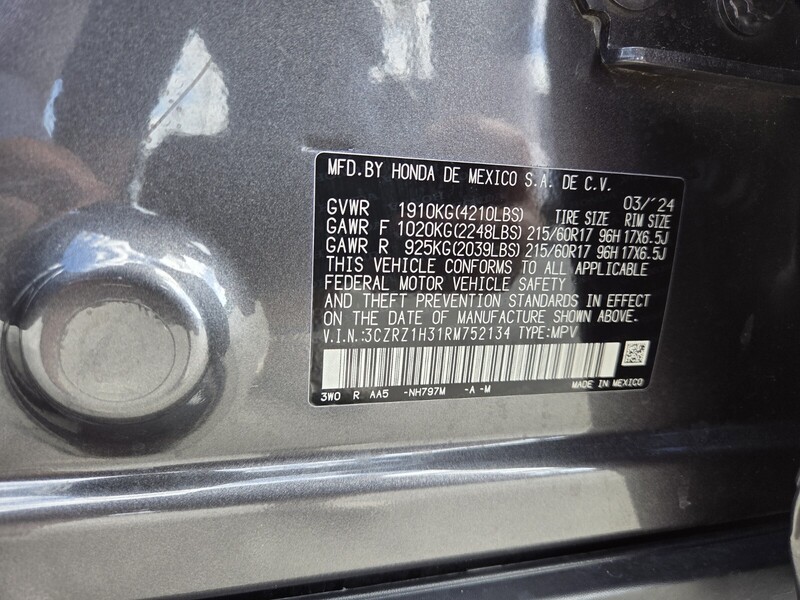 MFD.BY HONDA DE MEXICO S.A. DE C.V.
03/'24
GVWR 1910KG(4210LBS) TIRE SIZE RIM SIZE
GAWR F 1020KG(2248LBS) 215/60R17 96H 17X6.5J
GAWR R 925KG(2039LBS) 215/60R17 96H 17X6.5J
THIS VEHICLE CONFORMS TO ALL APPLICABLE
FEDERAL MOTOR VEHICLE SAFETY
AND THEFT PREVENTION STANDARDS IN EFFECT
ON THE DATE OF MANUFACTURE SHOWN ABOVE.
V.I.N.:3CZRZ1H31RM752134 TYPE:MPV
3W0 R AA5 -NH797M -A -M MADE IN MEXICO